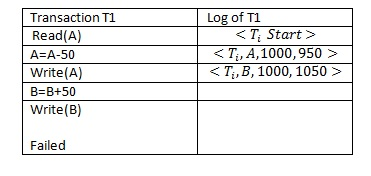 Transaction T1 Log of T1
Read(A) < Tᵢ Start >
A=A-50 < Tᵢ, A,1000, 950 >
Write(A) < Tᵢ, B, 1000, 1050 >
B=B+50
Write(B)
Failed